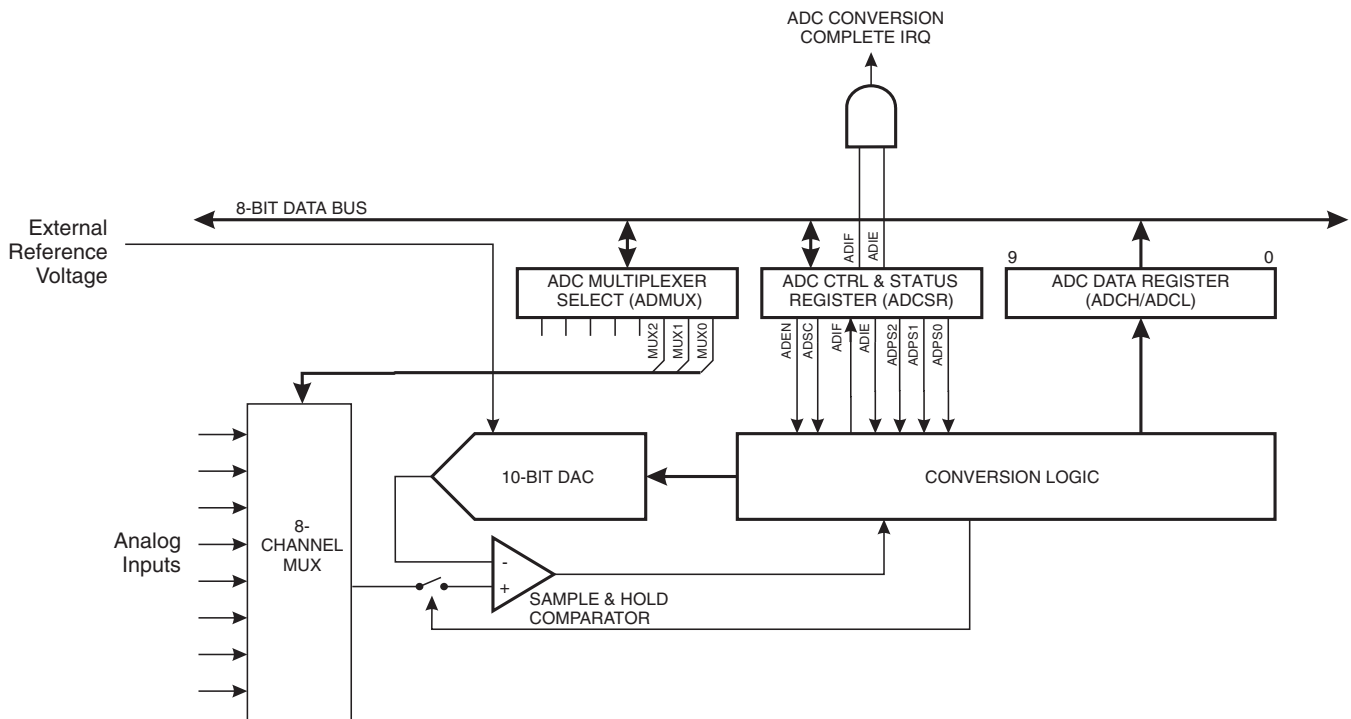 ADC CONVERSION
COMPLETE IRQ
8-BIT DATA BUS
External
Reference
Voltage
ADIF
ADIE
9
0
ADC MULTIPLEXER
SELECT (ADMUX)
ADC CTRL & STATUS
REGISTER (ADCSR)
ADC DATA REGISTER
(ADCH/ADCL)
MUX2
MUX1
MUX0
ADEN
ADSC
ADIF
ADIE
ADPS2
ADPS1
ADPS0
10-BIT DAC
CONVERSION LOGIC
Analog
Inputs
8-
CHANNEL
MUX
-
+
SAMPLE & HOLD
COMPARATOR